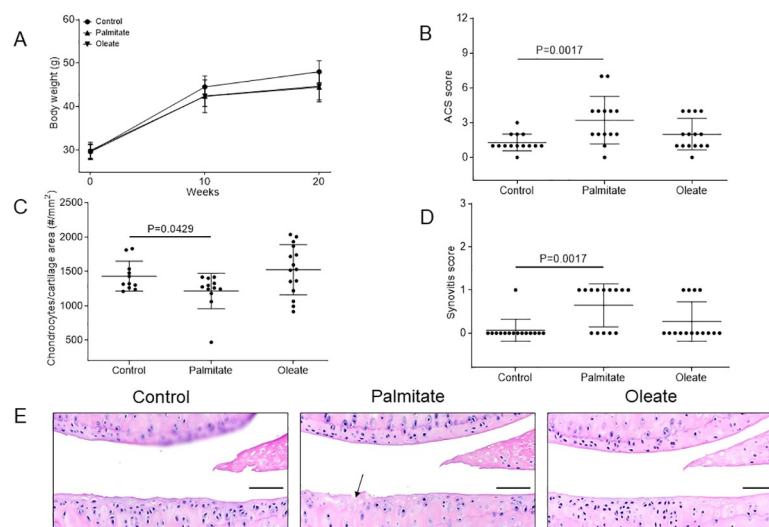 A
Body weight (g)
60
50
40
30
0
10
20
Weeks
Control
Palmitate
Oleate
B
ACS score
12
9
6
3
0
P=0.0017
Control
Palmitate
Oleate
C
Chondrocytes/cartilage area (#/mm²)
2500
2000
1500
1000
500
P=0.0429
Control
Palmitate
Oleate
D
Synovitis score
3
2
1
0
P=0.0017
Control
Palmitate
Oleate
E
Control
Palmitate
Oleate